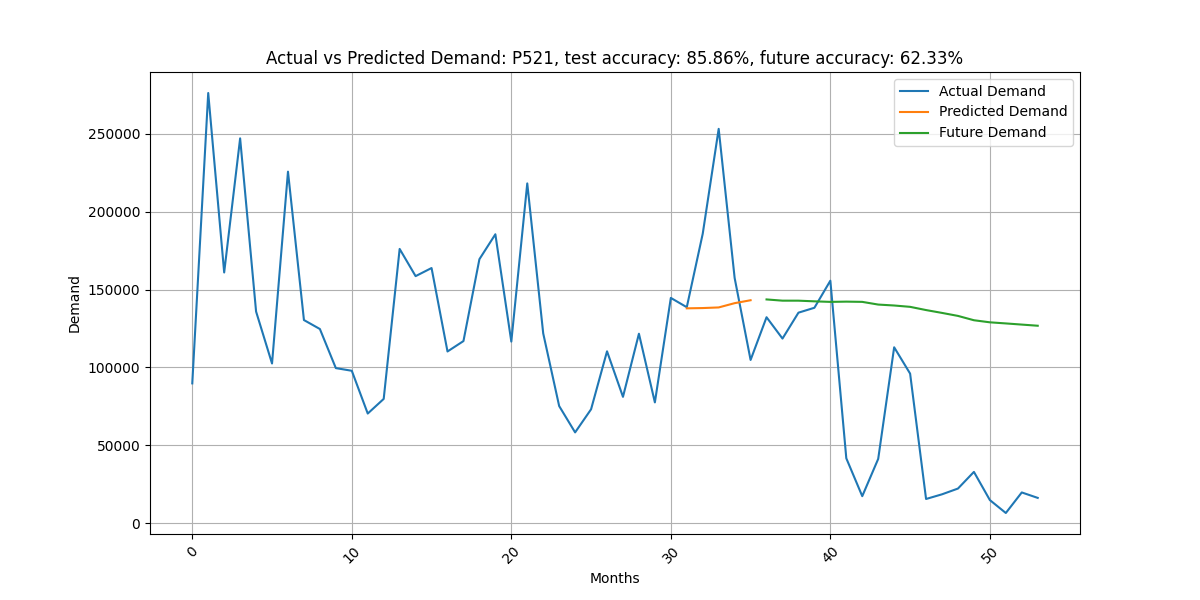 Actual vs Predicted Demand: P521, test accuracy: 85.86%, future accuracy: 62.33%
Actual Demand
Predicted Demand
Future Demand
250000
200000
150000
100000
50000
0
Demand
0
10
20
30
40
50
Months